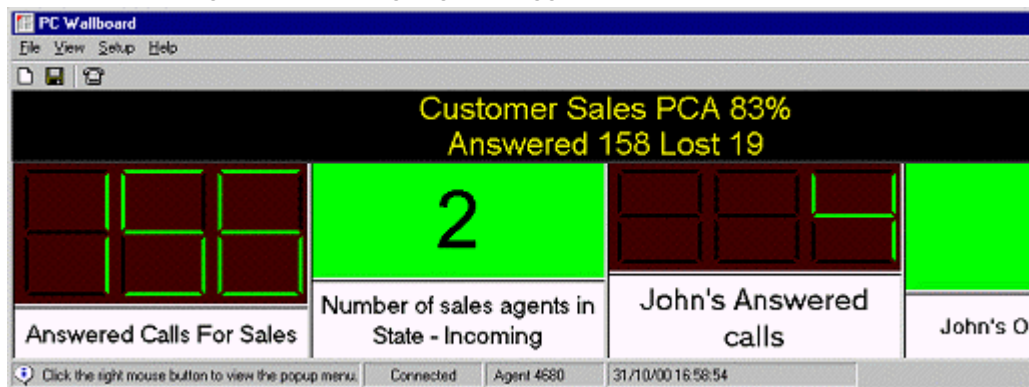 PC Wallboard
File View Setup Help
Customer Sales PCA 83%
Answered 158 Lost 19
2
4
Answered Calls For Sales
Number of sales agents in
State - Incoming
John's Answered
calls
John's O
Click the right mouse button to view the popup menu. Connected Agent 4680 31/10/00 16:58:54